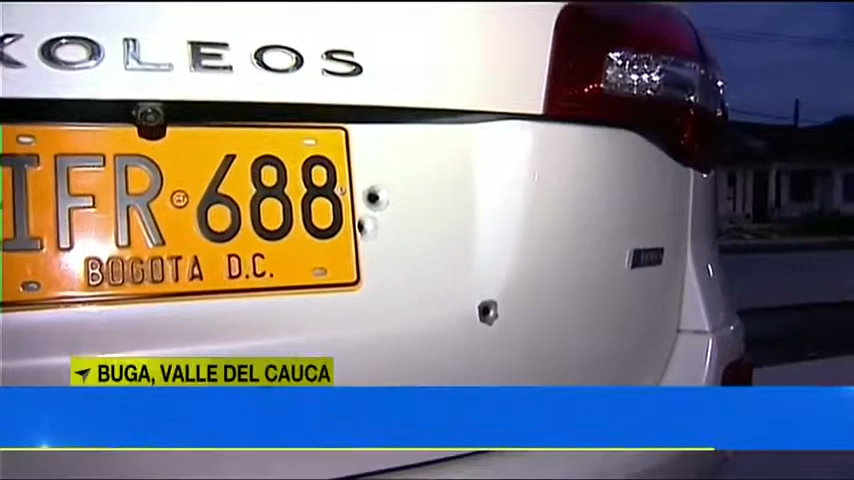 KOLEOS
IFR 688
BOGOTA D.C.
BUGA, VALLE DEL CAUCA